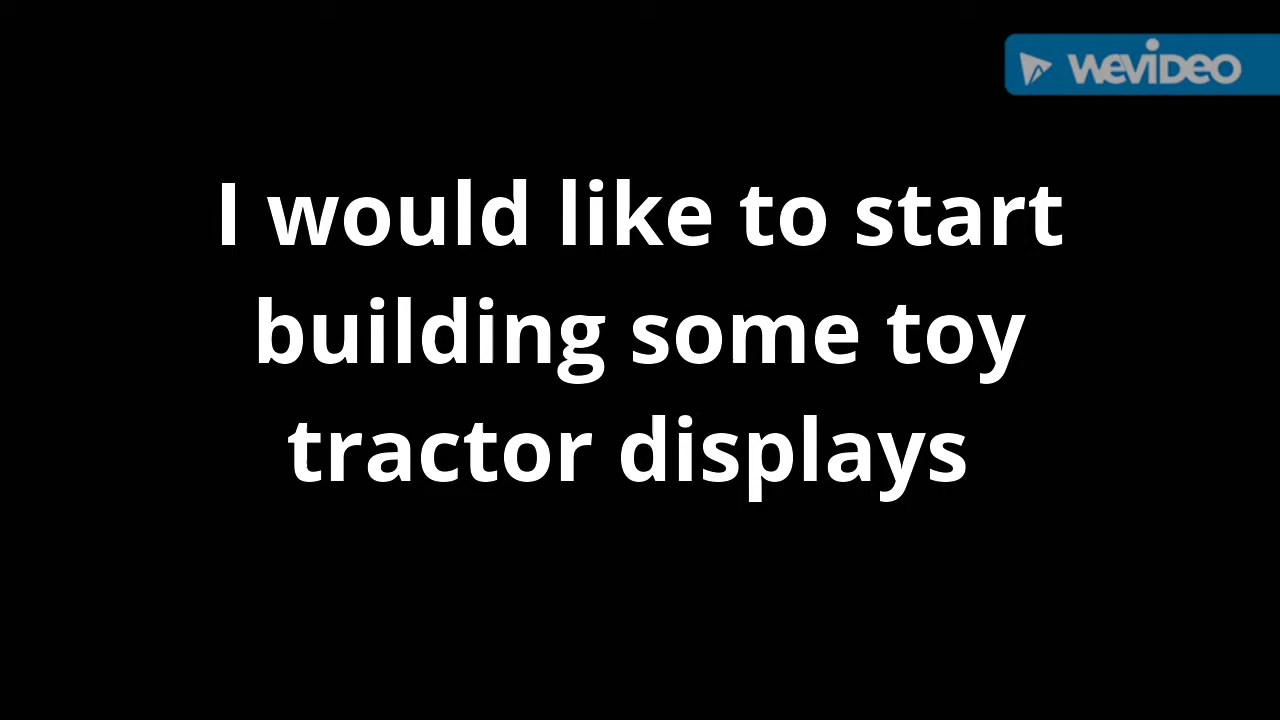 WEVIDEO
I would like to start
building some toy
tractor displays